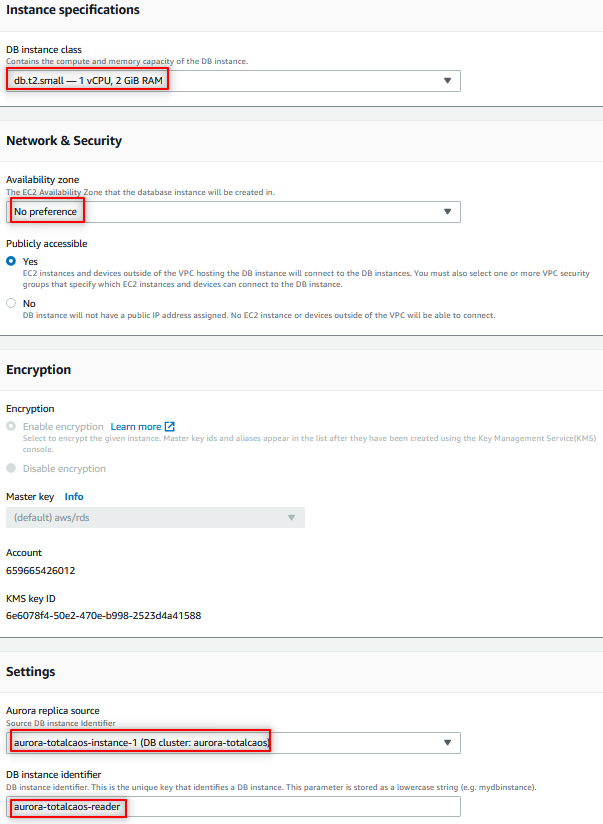 Instance specifications
DB instance class
Contains the compute and memory capacity of the DB instance.
db.t2.small — 1 vCPU, 2 GiB RAM
Network & Security
Availability zone
The EC2 Availability Zone that the database instance will be created in.
No preference
Publicly accessible
Yes
EC2 instances and devices outside of the VPC hosting the DB instance will connect to the DB instances. You must also select one or more VPC security
groups that specify which EC2 instances and devices can connect to the DB instance.
No
DB instance will not have a public IP address assigned. No EC2 instance or devices outside of the VPC will be able to connect.
Encryption
Encryption
Enable encryption Learn more
Select to encrypt the given instance. Master key ids and aliases appear in the list after they have been created using the Key Management Service(KMS)
console.
Disable encryption
Master key Info
(default) aws/rds
Account
659665426012
KMS key ID
6e6078f4-50e2-470e-b998-2523d4a41588
Settings
Aurora replica source
Source DB instance Identifier
aurora-totalcaos-instance-1 (DB cluster: aurora-totalcaos)
DB instance identifier
DB instance identifier. This is the unique key that identifies a DB instance. This parameter is stored as a lowercase string (e.g. mydbinstance).
aurora-totalcaos-reader